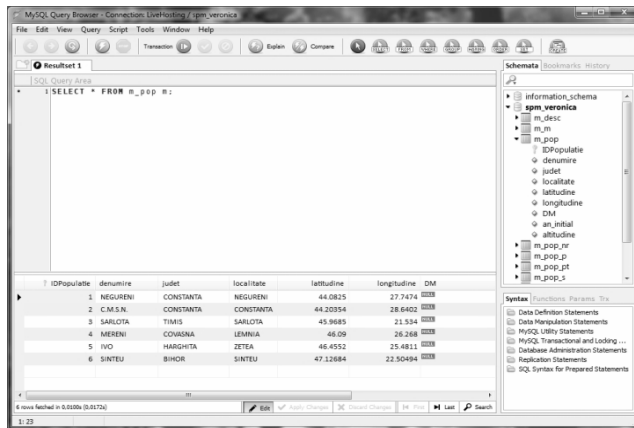 MySQL Query Browser - Connection: LiveHosting / spm_veronica
File Edit View Query Script Tools Window Help
Transaction Explain Compare
Resultset 1
SQL Query Area
1 SELECT * FROM m_pop m;
Schemata Bookmarks History
information_schema
spm_veronica
m_desc
m_m
m_pop
IDPopulatie
denumire
judet
localitate
latitudine
longitudine
DM
an_initial
altitudine
m_pop_nr
m_pop_p
m_pop_pt
m_pop_s
IDPopulatie denumire judet localitate latitudine longitudine DM
1 NEGURENI CONSTANTA NEGURENI 44.0825 27.7474 NULL
2 C.M.S.N. CONSTANTA CONSTANTA 44.20354 28.6402 NULL
3 SARLOTA TIMIS SARLOTA 45.9685 21.534 NULL
4 MERENI COVASNA LEMNIA 46.09 26.268 NULL
5 IVO HARGHITA ZETEA 46.4552 25.4811 NULL
6 SINTEU BIHOR SINTEU 47.12684 22.50494 NULL
Syntax Functions Params Trx
Data Definition Statements
Data Manipulation Statements
MySQL Utility Statements
MySQL Transactional and Locking ...
Database Administration Statements
Replication Statements
SQL Syntax for Prepared Statements
6 rows fetched in 0,0100s (0,0172s) Edit Apply Changes Discard Changes First Last Search
1: 23